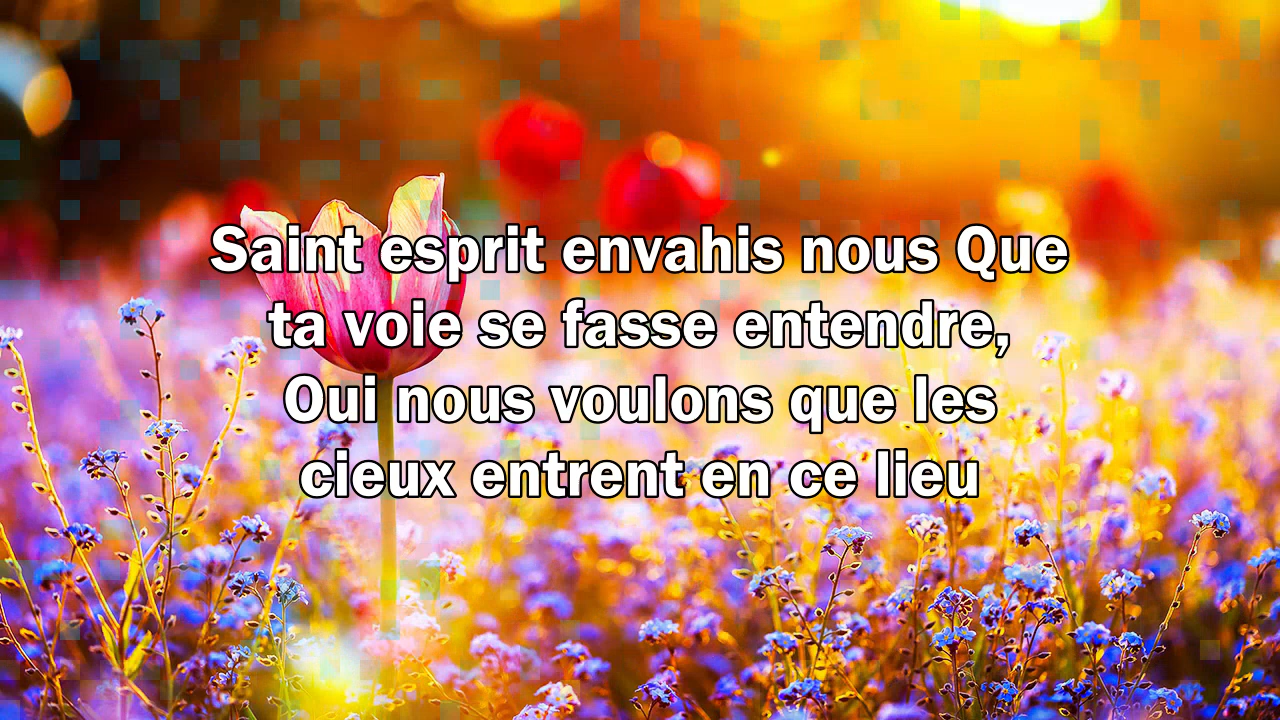 Saint esprit envahis nous Que
ta voie se fasse entendre,
Oui nous voulons que les
cieux entrent en ce lieu